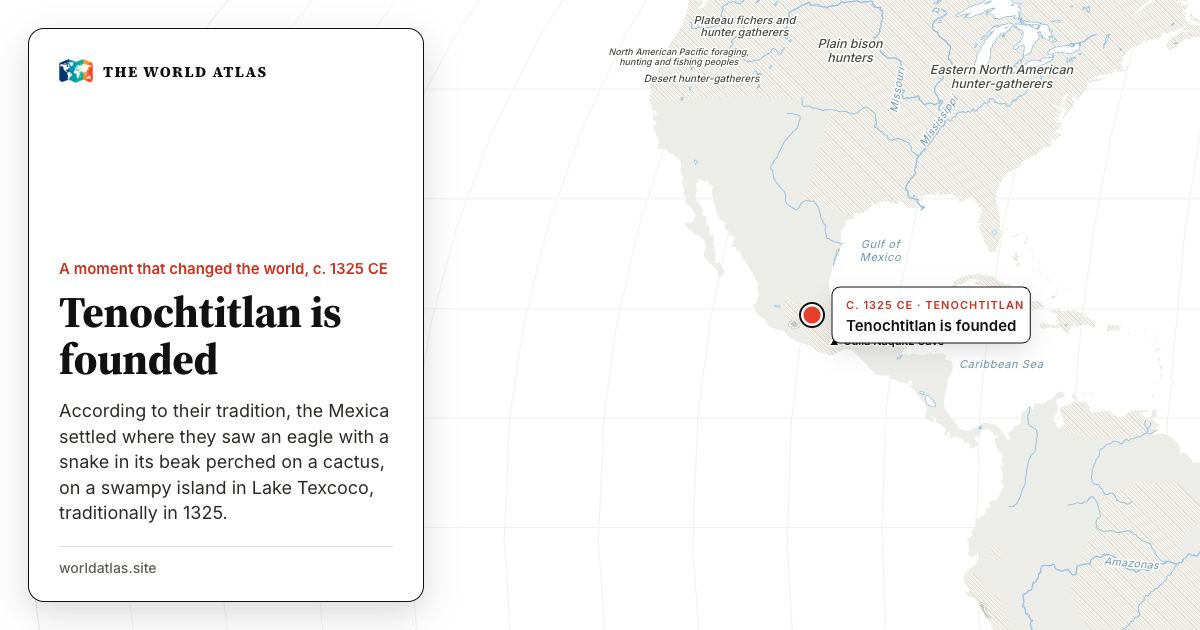 THE WORLD ATLAS
A moment that changed the world, c. 1325 CE
Tenochtitlan is
founded
According to their tradition, the Mexica
settled where they saw an eagle with a
snake in its beak perched on a cactus,
on a swampy island in Lake Texcoco,
traditionally in 1325.
worldatlas.site
Plateau fichers and
hunter gatherers
North American Pacific foraging,
hunting and fishing peoples
Desert hunter-gatherers
Plain bison
hunters
Eastern North American
hunter-gatherers
Missouri
Mississippi
Gulf of
Mexico
C. 1325 CE · TENOCHTITLAN
Tenochtitlan is founded
Caribbean Sea
Amazonas